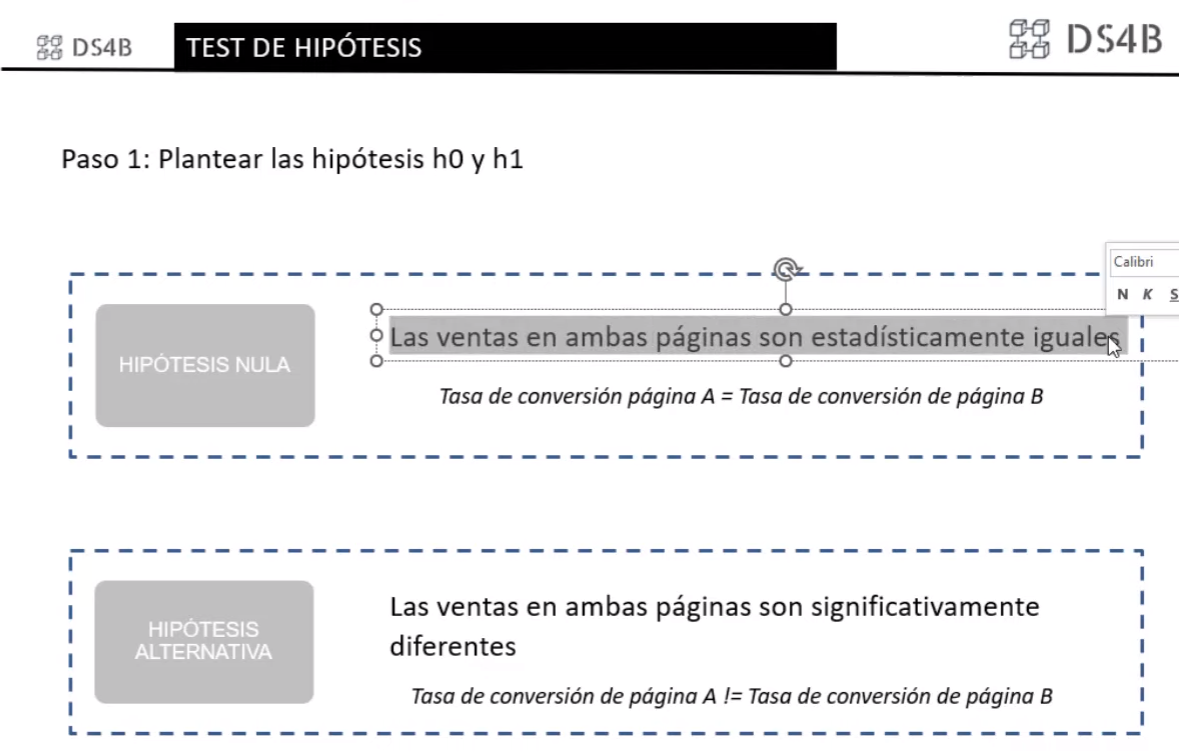 DS4B
TEST DE HIPÓTESIS
DS4B
Paso 1: Plantear las hipótesis h0 y h1
Calibri
N K S
HIPÓTESIS NULA
Las ventas en ambas páginas son estadísticamente iguales
Tasa de conversión página A = Tasa de conversión de página B
HIPÓTESIS
ALTERNATIVA
Las ventas en ambas páginas son significativamente
diferentes
Tasa de conversión de página A != Tasa de conversión de página B